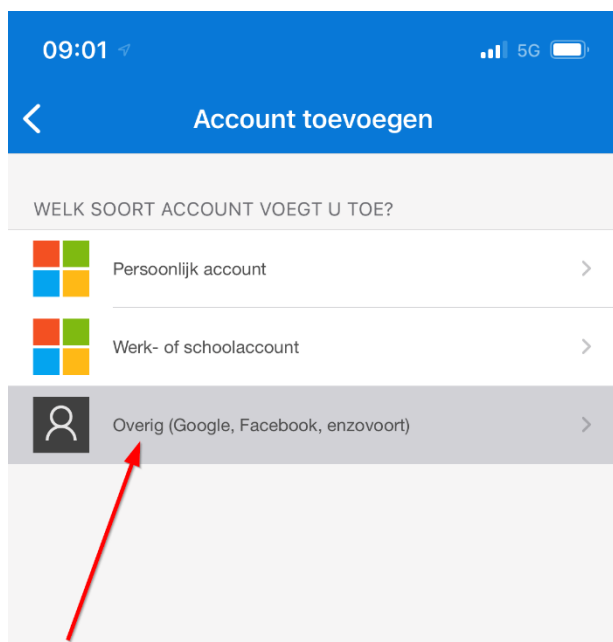 09:01 5G
Account toevoegen
WELK SOORT ACCOUNT VOEGT U TOE?
Persoonlijk account
Werk- of schoolaccount
Overig (Google, Facebook, enzovoort)